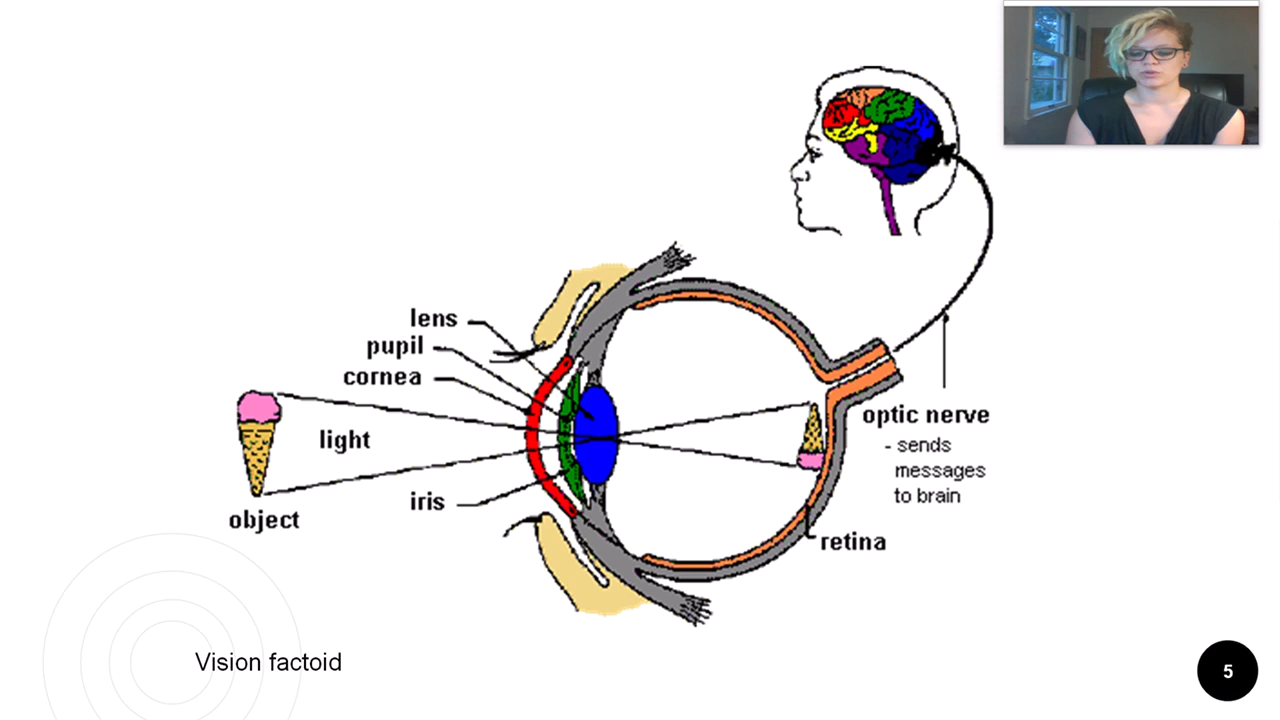 lens
pupil
cornea
light
iris
object
optic nerve
- sends
messages
to brain
retina
Vision factoid
5